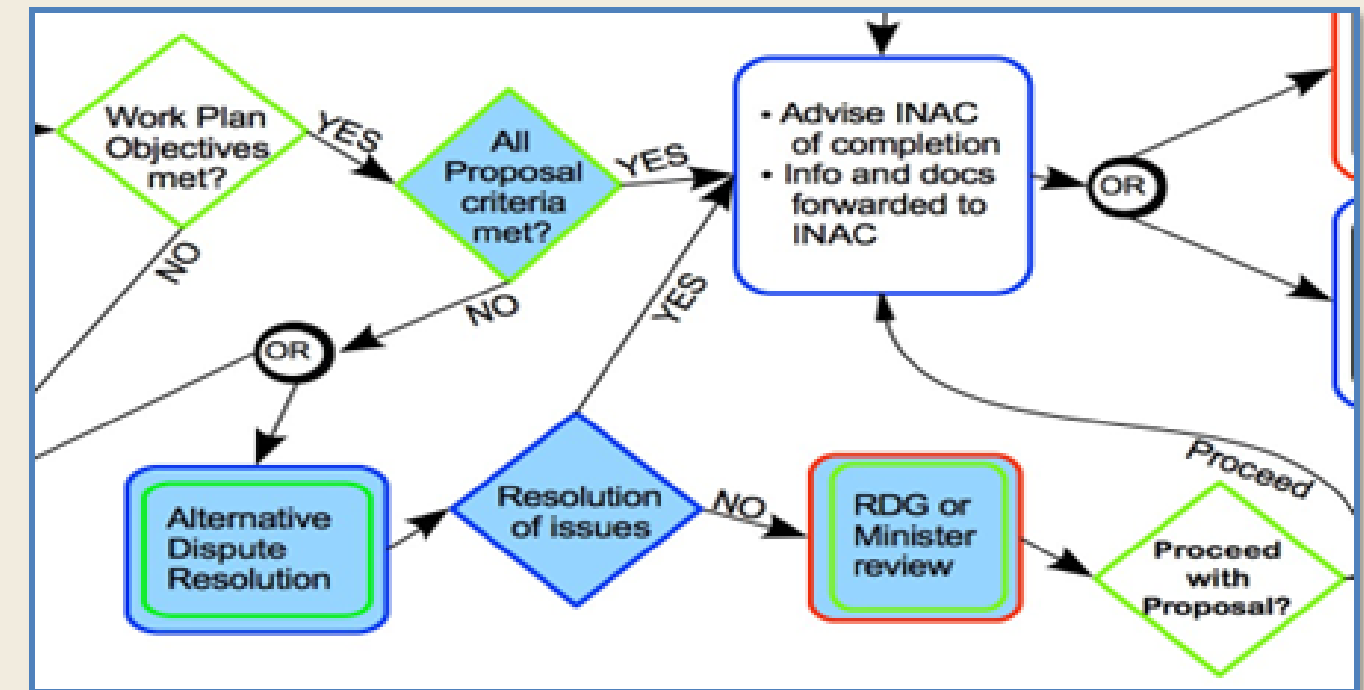 Work Plan
Objectives
met?
YES
NO
All
Proposal
criteria
met?
YES
NO
• Advise INAC
of completion
• Info and docs
forwarded to
INAC
OR
OR
YES
Alternative
Dispute
Resolution
Resolution
of issues
NO
RDG or
Minister
review
Proceed
Proceed
with
Proposal?